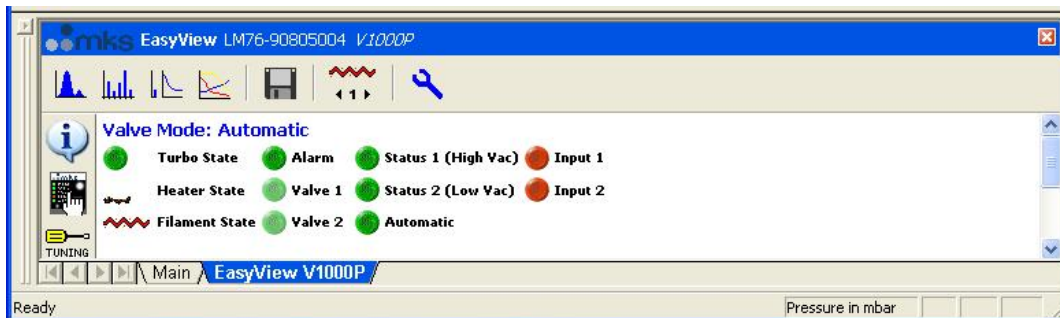 mks EasyView LM76-90805004 V1000P
1
Valve Mode: Automatic
Turbo State Alarm Status 1 (High Vac) Input 1
Heater State Valve 1 Status 2 (Low Vac) Input 2
Filament State Valve 2 Automatic
TUNING
Main EasyView V1000P
Ready Pressure in mbar